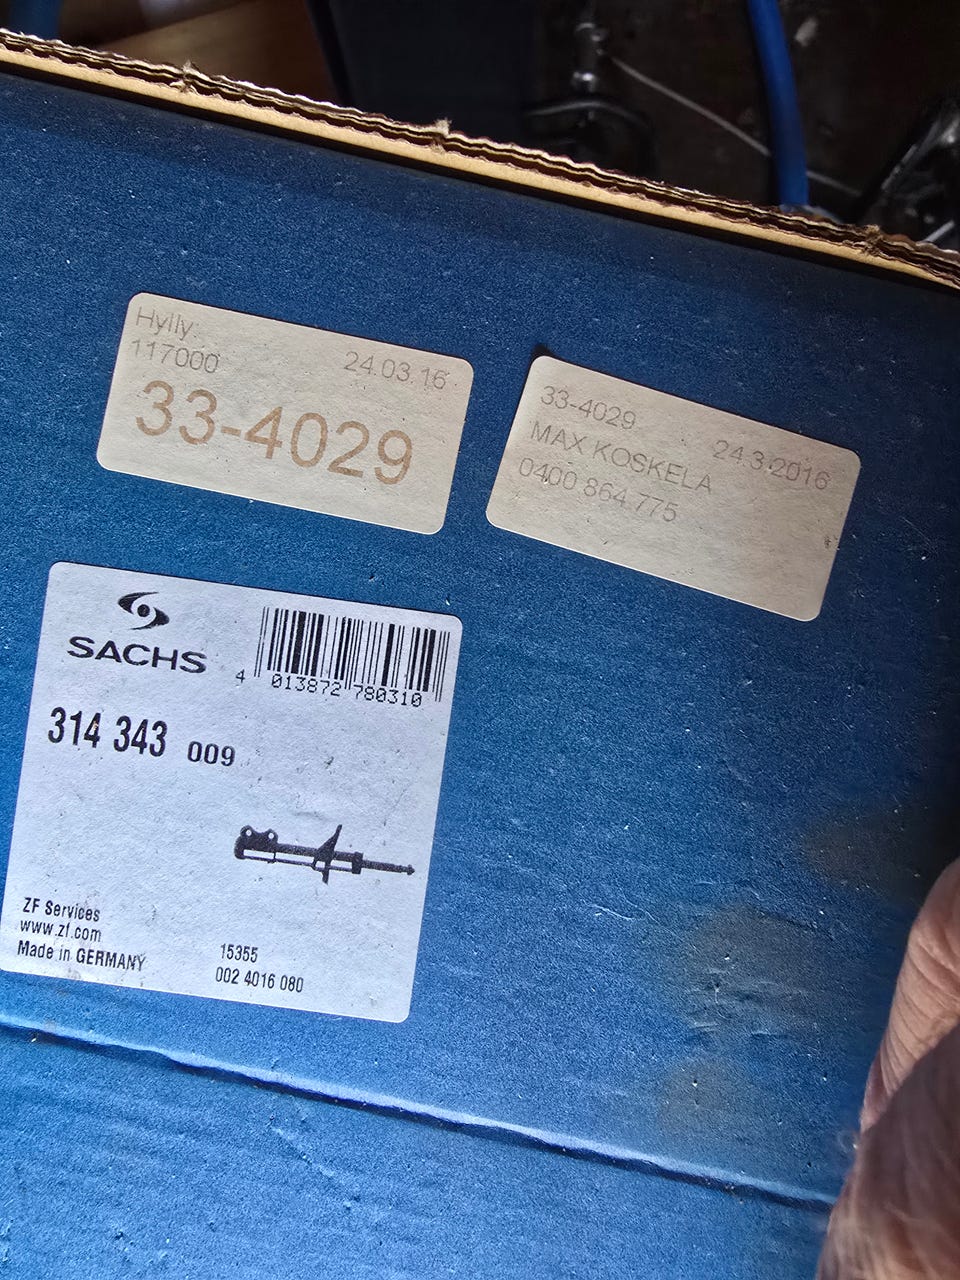 Hylly:
117000 24.03.16
33-4029
33-4029
MAX KOSKELA 24.3.2016
0400 864 775
SACHS
4 013872 780310
314 343 009
ZF Services
www.zf.com
Made in GERMANY
15355
002 4016 080